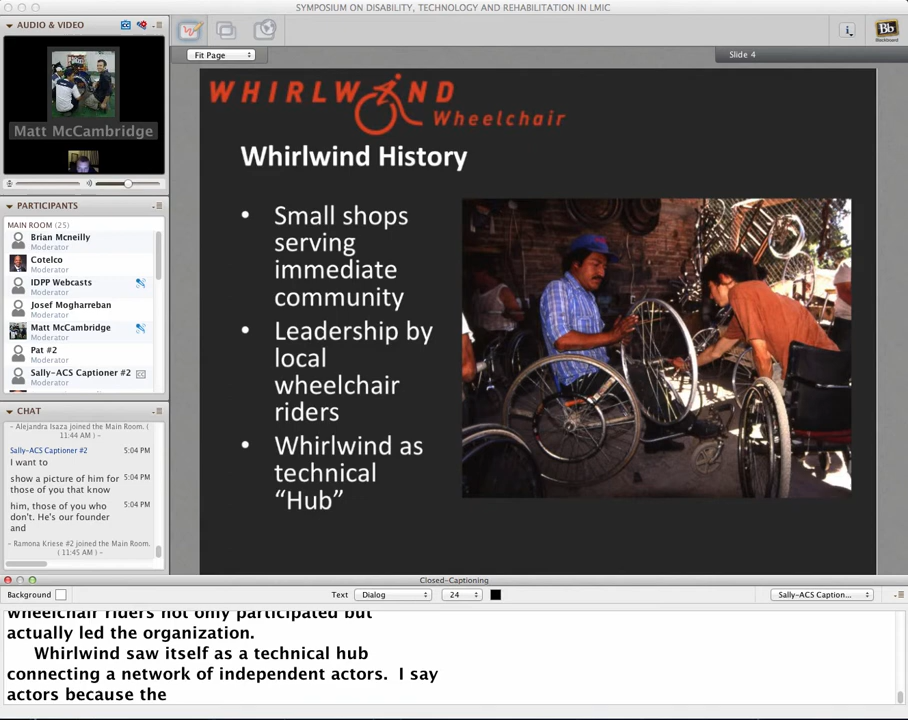 SYMPOSIUM ON DISABILITY, TECHNOLOGY AND REHABILITATION IN LMIC
AUDIO & VIDEO
Matt McCambridge
PARTICIPANTS
MAIN ROOM (25)
Brian Mcneilly
Moderator
Cotelco
Moderator
IDPP Webcasts
Moderator
Josef Mogharreban
Moderator
Matt McCambridge
Moderator
Pat #2
Moderator
Sally-ACS Captioner #2
Moderator
CHAT
- Alejandra Isaza joined the Main Room. (
11:44 AM ) -
Sally-ACS Captioner #2 5:04 PM
I want to
show a picture of him for 5:04 PM
those of you that know
him, those of you who 5:04 PM
don't. He's our founder
and
- Ramona Kriese #2 joined the Main Room.
( 11:45 AM ) -
Fit Page
Slide 4
Bb
Blackboard
WHIRLWIND
Wheelchair
Whirlwind History
• Small shops
serving
immediate
community
• Leadership by
local
wheelchair
riders
• Whirlwind as
technical
“Hub”
Closed-Captioning
Background Text Dialog 24 Sally-ACS Caption...
wheelchair riders not only participated but
actually led the organization.
Whirlwind saw itself as a technical hub
connecting a network of independent actors. I say
actors because the